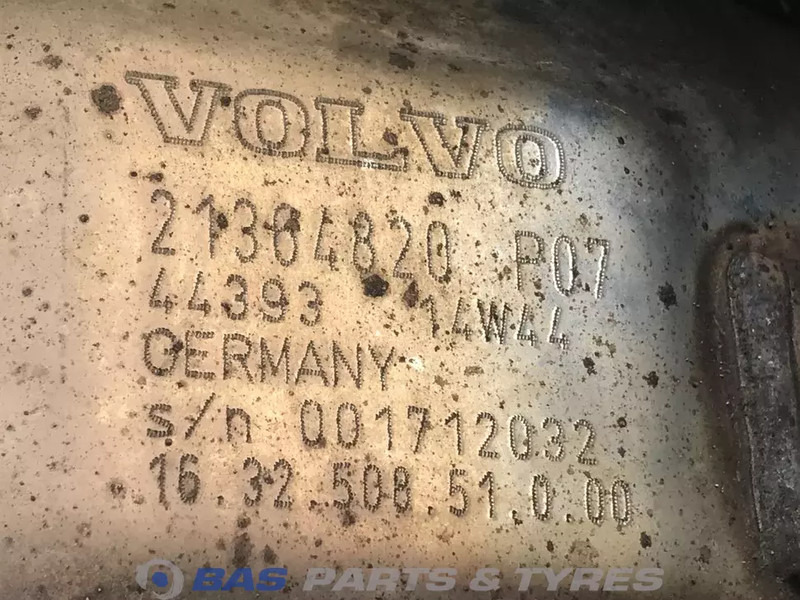 VOLVO
21364820 P07
44393 14W44
GERMANY
s/n 001712032
16.32.508.51.0.00
BAS PARTS & TYRES